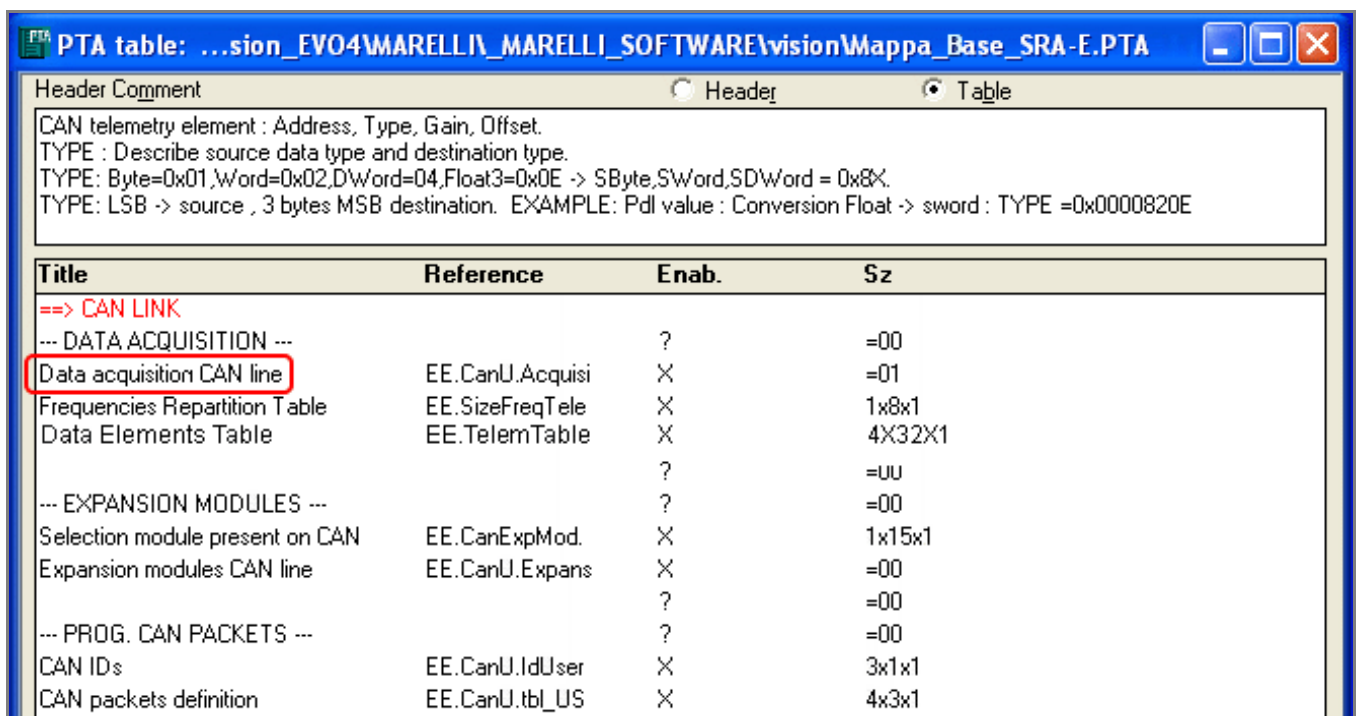 PTA table: ...sion_EVO4\MARELLI\_MARELLI_SOFTWARE\vision\Mappa_Base_SRA-E.PTA
Header Comment Header Table
CAN telemetry element : Address, Type, Gain, Offset.
TYPE : Describe source data type and destination type.
TYPE: Byte=0x01,Word=0x02,DWord=04,Float3=0x0E -> SByte,SWord,SDWord = 0x8X.
TYPE: LSB -> source , 3 bytes MSB destination. EXAMPLE: Pdl value : Conversion Float -> sword : TYPE =0x0000820E
Title Reference Enab. Sz
==> CAN LINK
--- DATA ACQUISITION --- ? =00
Data acquisition CAN line EE.CanU.Acquisi X =01
Frequencies Repartition Table EE.SizeFreqTele X 1x8x1
Data Elements Table EE.TelemTable X 4X32X1
? =00
--- EXPANSION MODULES --- ? =00
Selection module present on CAN EE.CanExpMod. X 1x15x1
Expansion modules CAN line EE.CanU.Expans X =00
? =00
--- PROG. CAN PACKETS --- ? =00
CAN IDs EE.CanU.IdUser X 3x1x1
CAN packets definition EE.CanU.tbl_US X 4x3x1